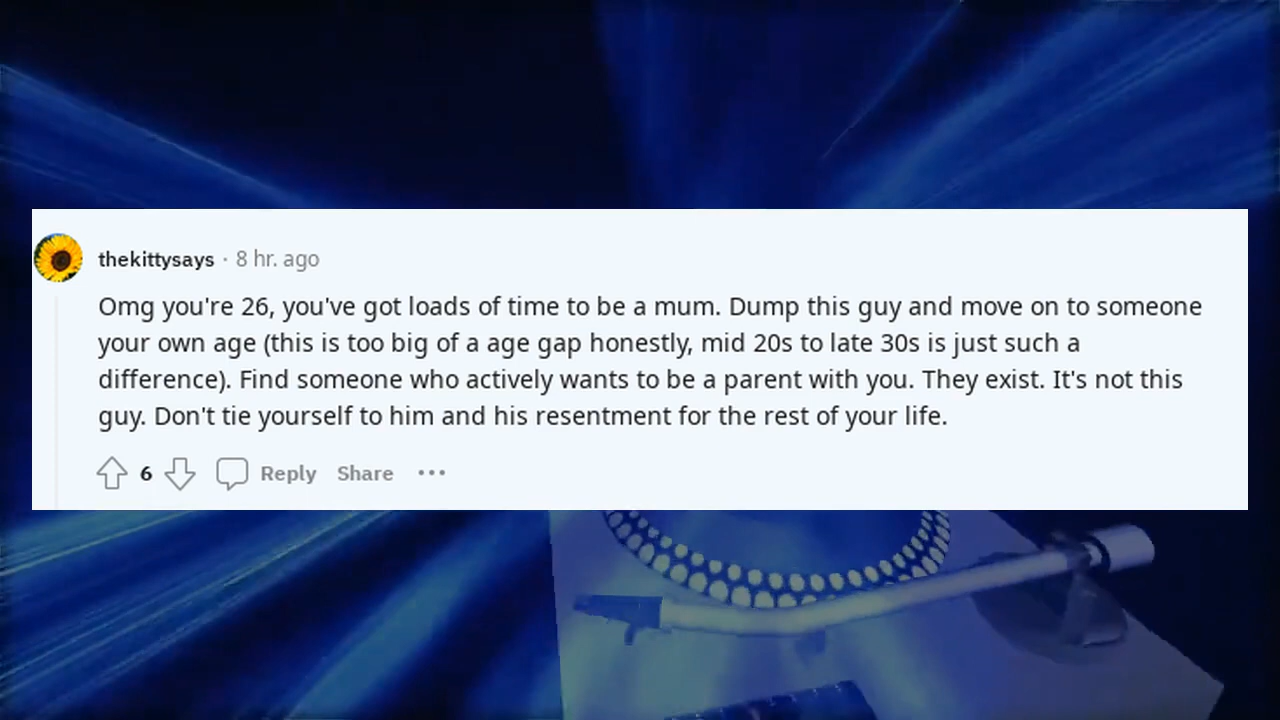 thekittysays · 8 hr. ago
Omg you're 26, you've got loads of time to be a mum. Dump this guy and move on to someone
your own age (this is too big of a age gap honestly, mid 20s to late 30s is just such a
difference). Find someone who actively wants to be a parent with you. They exist. It's not this
guy. Don't tie yourself to him and his resentment for the rest of your life.
6 Reply Share ···